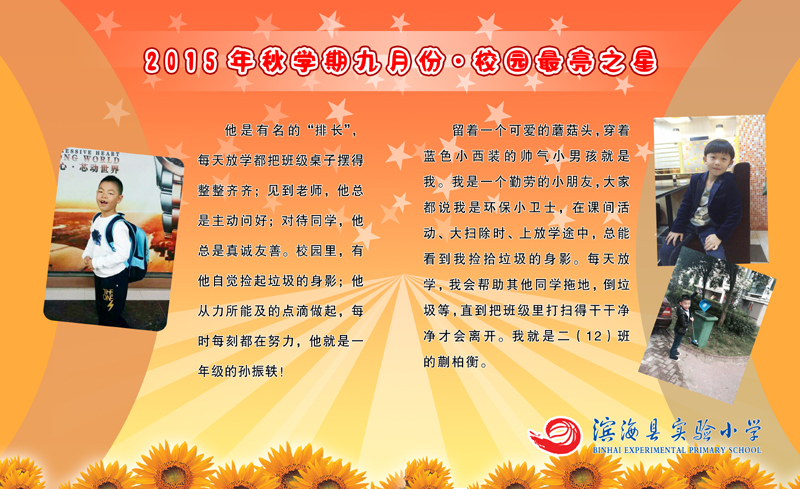 2015年秋学期九月份·校园最亮之星
他是有名的“排长”，
每天放学都把班级桌子摆得
整整齐齐；见到老师，他总
是主动问好；对待同学，他
总是真诚友善。校园里，有
他自觉捡起垃圾的身影；他
从力所能及的点滴做起，每
时每刻都在努力，他就是一
年级的孙振轶！
留着一个可爱的蘑菇头，穿着
蓝色小西装的帅气小男孩就是
我。我是一个勤劳的小朋友，大家
都说我是环保小卫士，在课间活
动、大扫除时、上放学途中，总能
看到我捡拾垃圾的身影。每天放
学，我会帮助其他同学拖地，倒垃
圾等，直到把班级里打扫得干干净
净才会离开。我就是二（12）班
的蒯柏衡。
ESSIVE HEART
ONG WORLD
心·芯动世界
滨海县实验小学
BINHAI EXPERIMENTAL PRIMARY SCHOOL